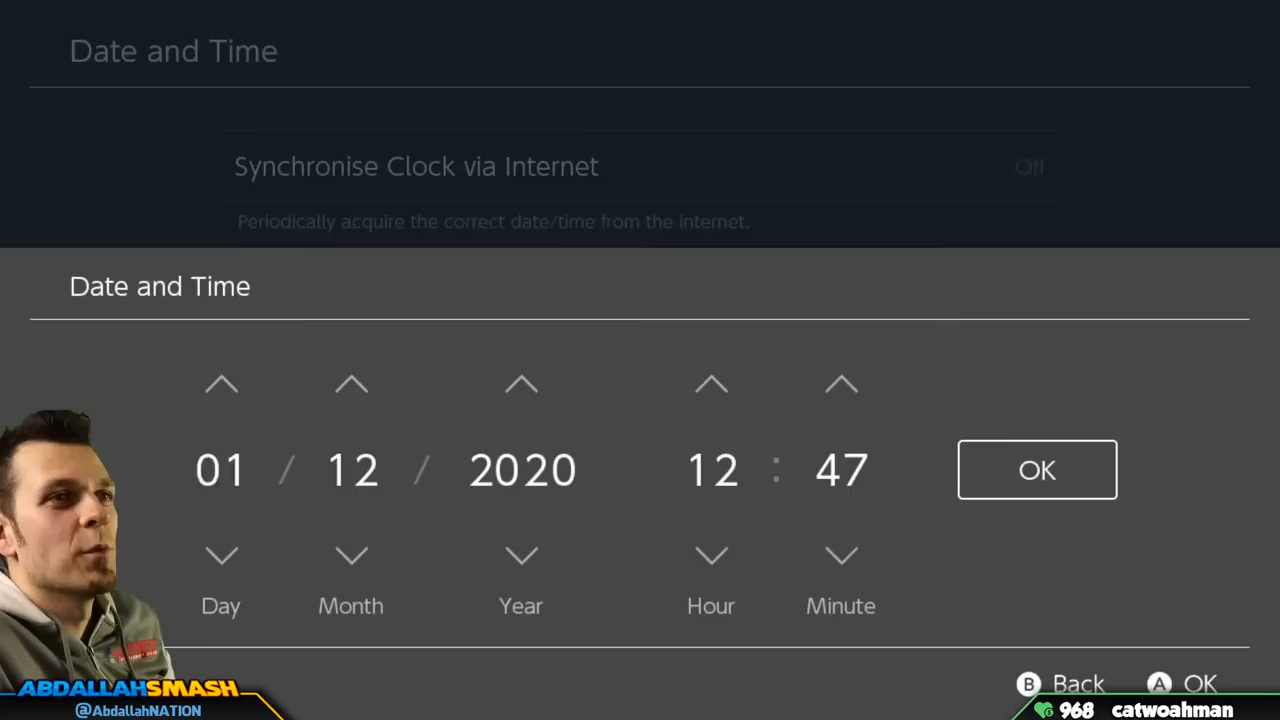 Date and Time
Synchronise Clock via Internet Off
Periodically acquire the correct date/time from the internet.
Date and Time
01 / 12 / 2020 12 : 47 OK
Day Month Year Hour Minute
B Back A OK
ABDALLAHSMASH
@AbdallahNATION
968 catwoahman